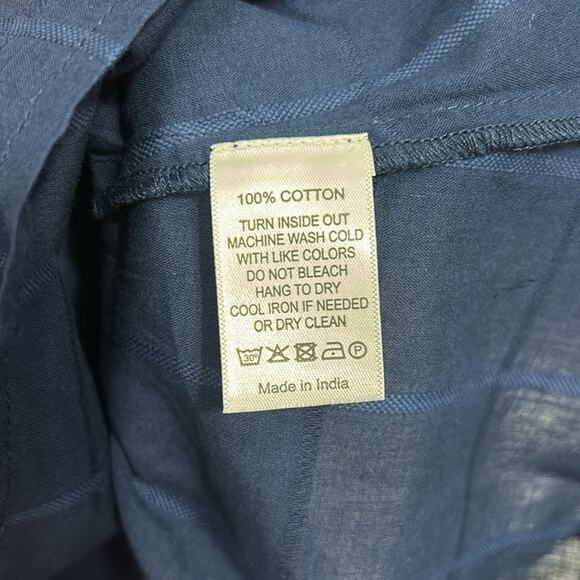 100% COTTON
TURN INSIDE OUT
MACHINE WASH COLD
WITH LIKE COLORS
DO NOT BLEACH
HANG TO DRY
COOL IRON IF NEEDED
OR DRY CLEAN
30° P
Made in India